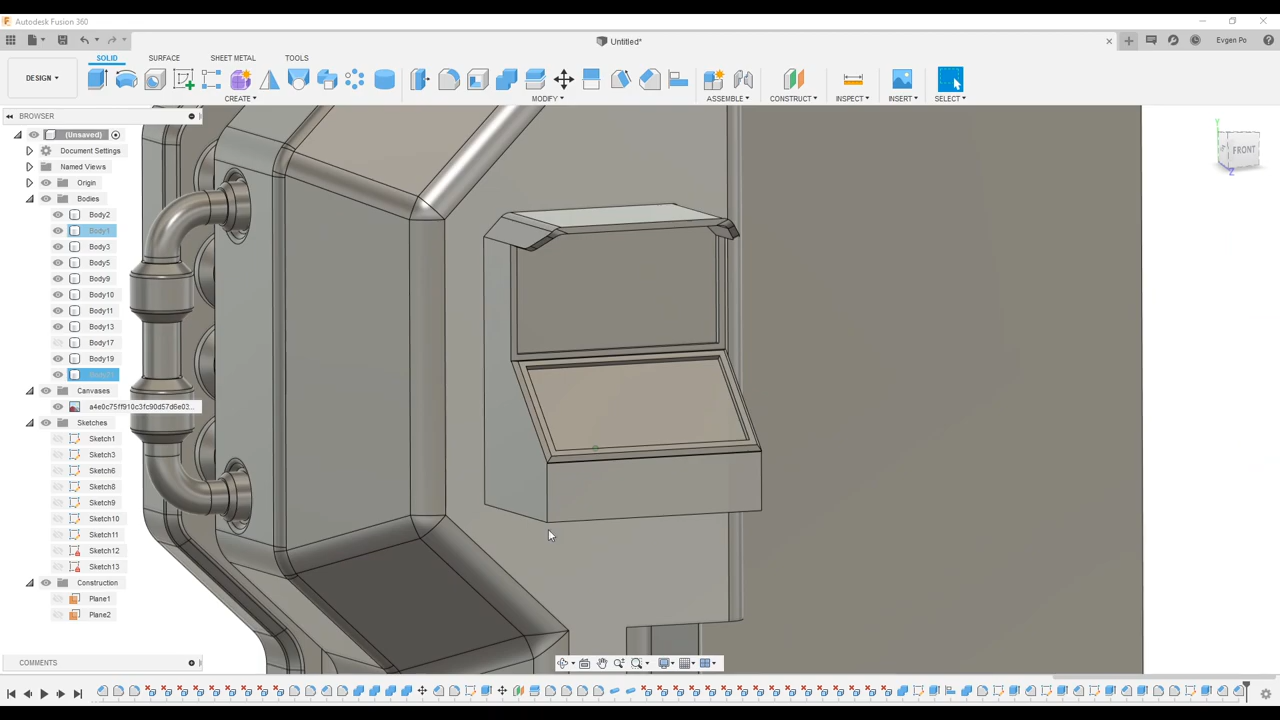 Autodesk Fusion 360
Untitled*
Evgen Po
DESIGN
SOLID
SURFACE
SHEET METAL
TOOLS
CREATE
MODIFY
ASSEMBLE
CONSTRUCT
INSPECT
INSERT
SELECT
BROWSER
(Unsaved)
Document Settings
Named Views
Origin
Bodies
Body2
Body1
Body3
Body5
Body9
Body10
Body11
Body13
Body17
Body19
Canvases
a4e0c75ff910c3fc90d57d6e03...
Sketches
Sketch1
Sketch3
Sketch6
Sketch8
Sketch9
Sketch10
Sketch11
Sketch12
Sketch13
Construction
Plane1
Plane2
COMMENTS
Y
FRONT
Z